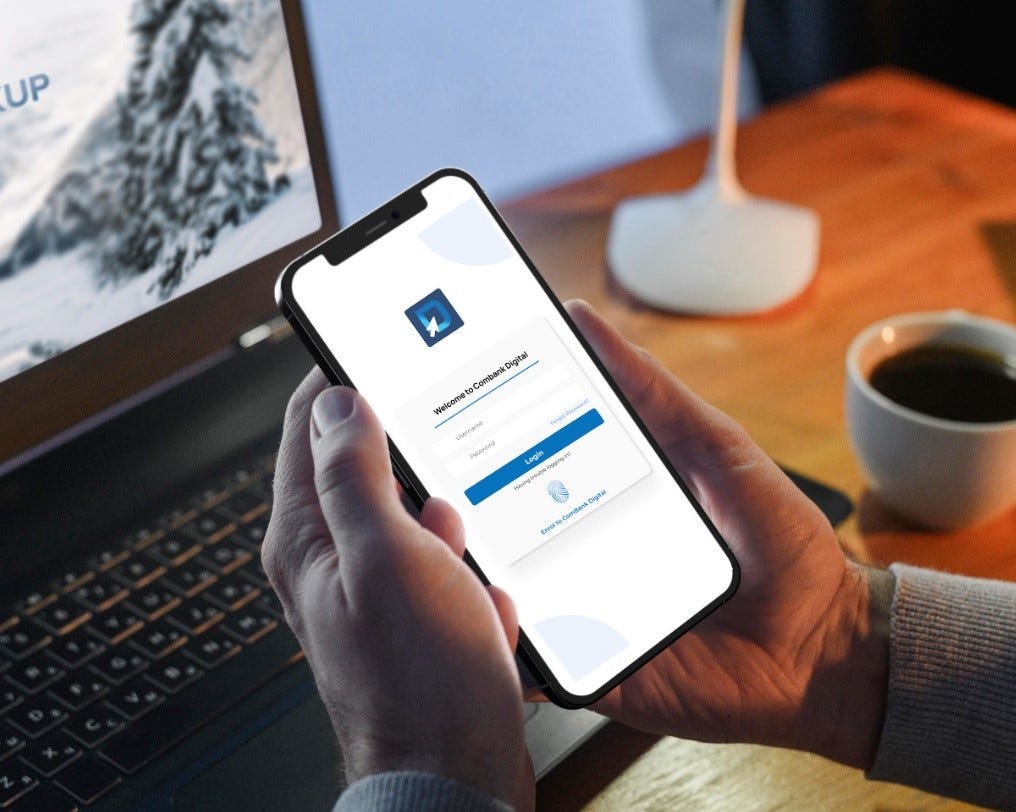 KUP
Welcome to Combank Digital
Username
Password
Forgot Password?
Login
Having trouble logging in?
Enrol to ComBank Digital